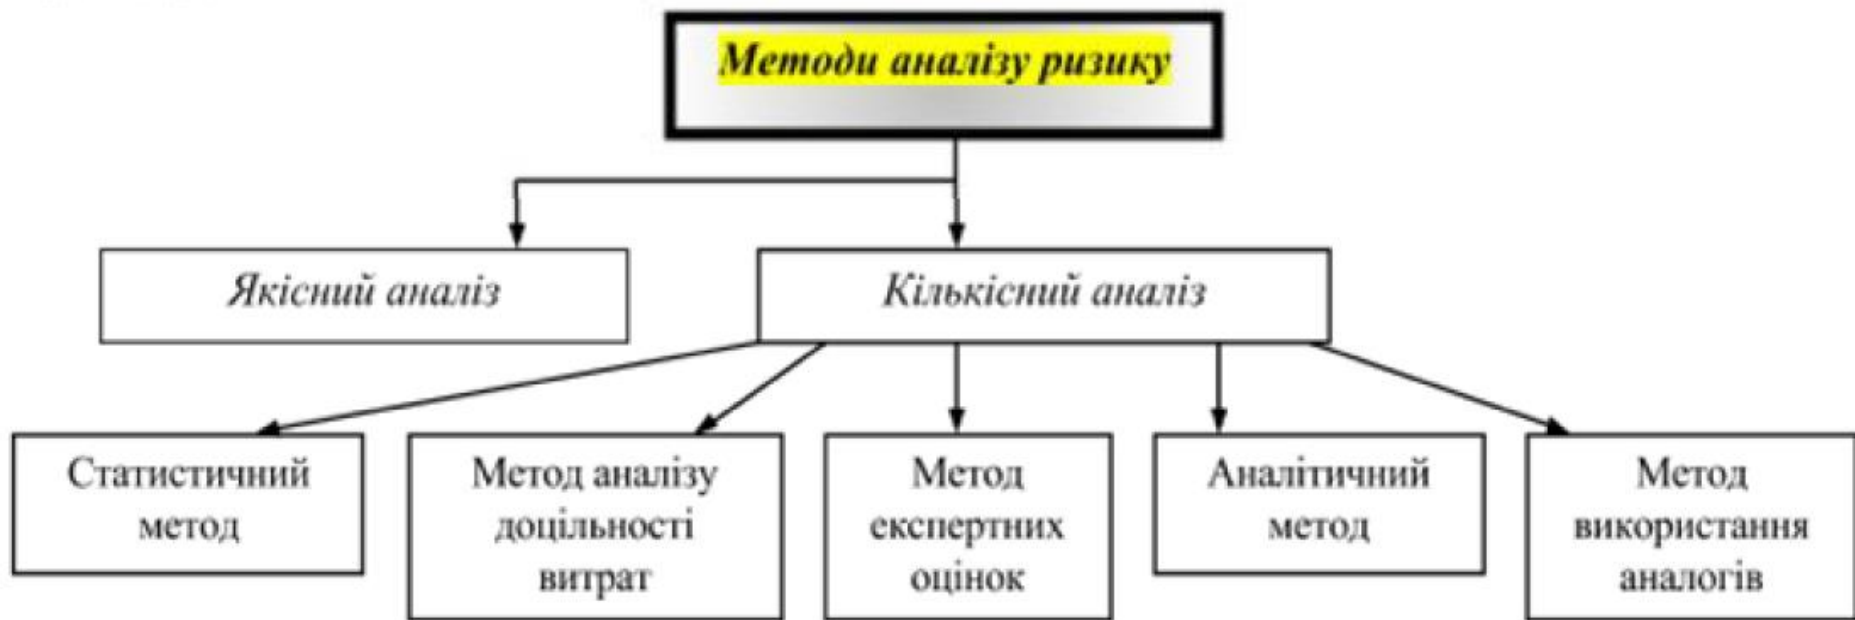 Методи аналізу ризику
Якісний аналіз
Кількісний аналіз
Статистичний
метод
Метод аналізу
доцільності
витрат
Метод
експертних
оцінок
Аналітичний
метод
Метод
використання
аналогів